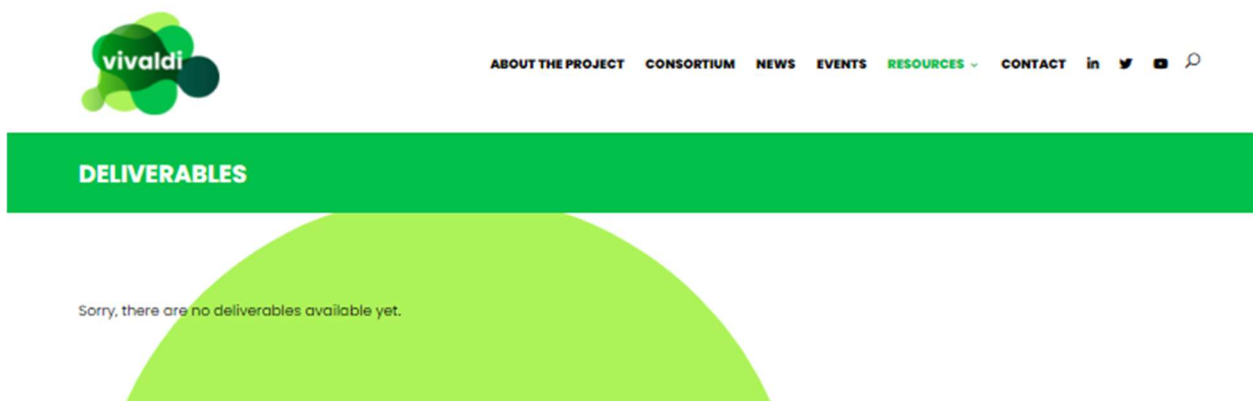 vivaldi
ABOUT THE PROJECT CONSORTIUM NEWS EVENTS RESOURCES CONTACT in
DELIVERABLES
Sorry, there are no deliverables available yet.